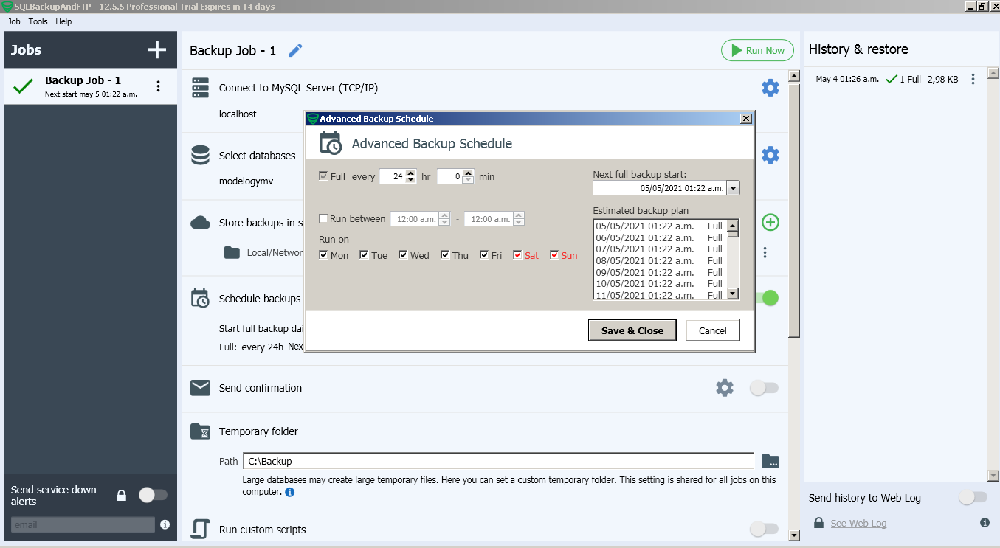 SQLBackupAndFTP - 12.5.5 Professional Trial Expires in 14 days
Job Tools Help
Jobs
Backup Job - 1
Next start may 5 01:22 a.m.
Send service down
alerts
email
Backup Job - 1
Run Now
Connect to MySQL Server (TCP/IP)
localhost
Select databases
modelogymv
Store backups in s
Local/Networ
Schedule backups
Start full backup dai
Full: every 24h Nex
Send confirmation
Temporary folder
Path C:\Backup
Large databases may create large temporary files. Here you can set a custom temporary folder. This setting is shared for all jobs on this
computer.
Run custom scripts
Advanced Backup Schedule
Advanced Backup Schedule
Full every 24 hr 0 min
Run between 12:00 a.m. - 12:00 a.m.
Run on
Mon Tue Wed Thu Fri Sat Sun
Next full backup start:
05/05/2021 01:22 a.m.
Estimated backup plan
05/05/2021 01:22 a.m. Full
06/05/2021 01:22 a.m. Full
07/05/2021 01:22 a.m. Full
08/05/2021 01:22 a.m. Full
09/05/2021 01:22 a.m. Full
10/05/2021 01:22 a.m. Full
11/05/2021 01:22 a.m. Full
Save & Close Cancel
History & restore
May 4 01:26 a.m. 1 Full 2,98 KB
Send history to Web Log
See Web Log